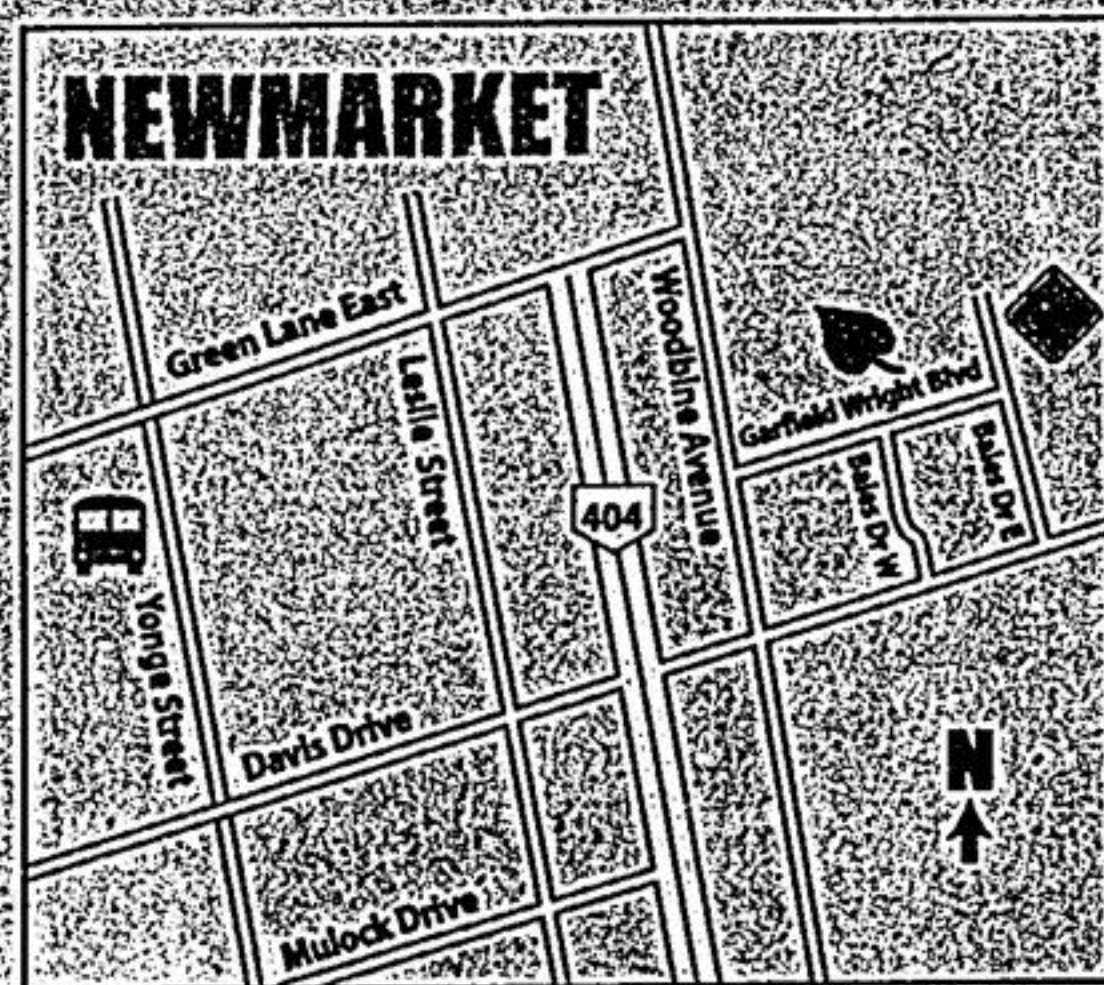 NEWMARKET
Green Lane East
Leslie Street
Woodbine Avenue
Garfield Wright Blvd
Bales Dr W
Bales Dr E
404
Yonge Street
Davis Drive
Mulock Drive
N